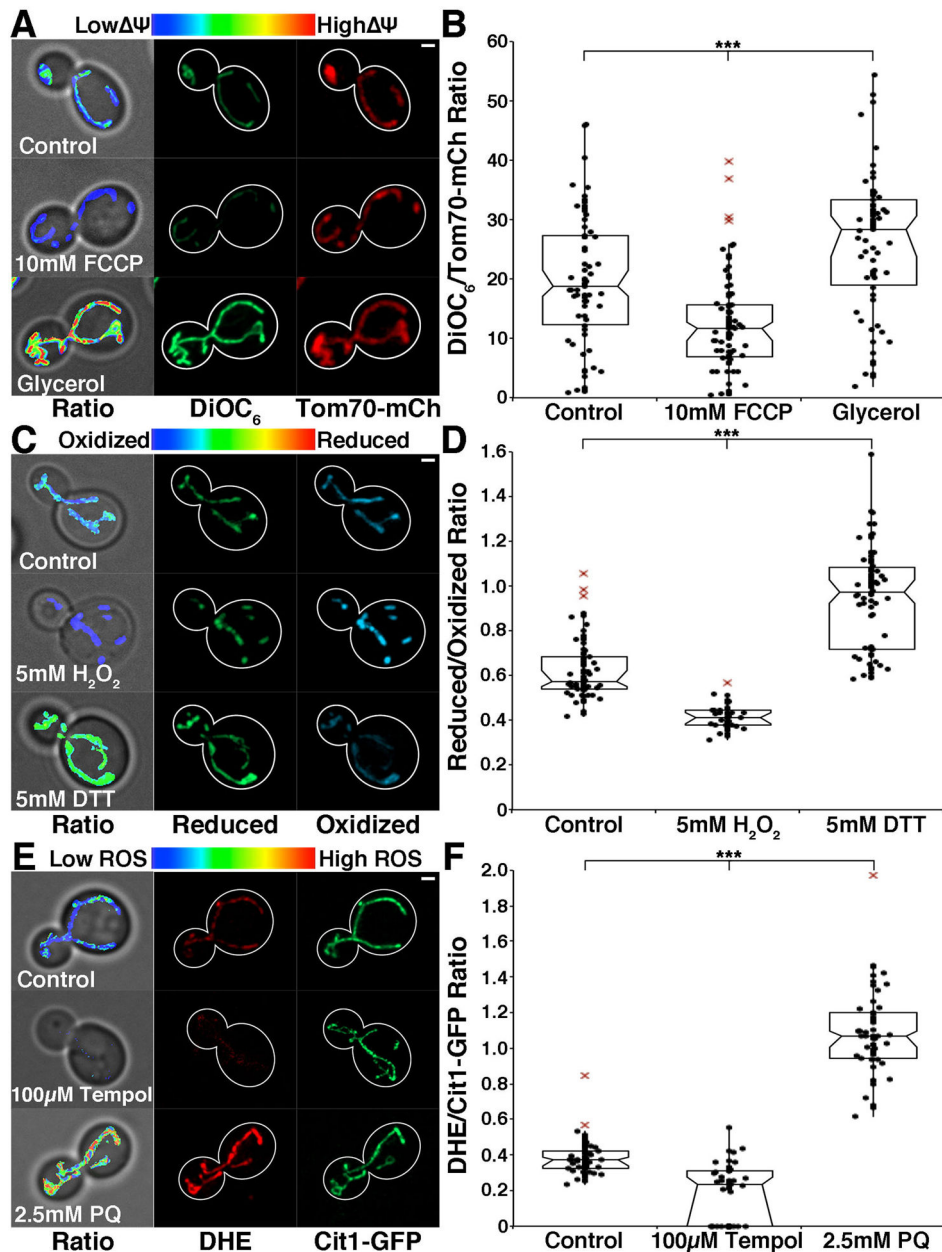 A
LowΔΨ HighΔΨ
Control
10mM FCCP
Glycerol
Ratio DiOC6 Tom70-mCh
B
***
DiOC6/Tom70-mCh Ratio
60
50
40
30
20
10
0
Control 10mM FCCP Glycerol
C
Oxidized Reduced
Control
5mM H2O2
5mM DTT
Ratio Reduced Oxidized
D
***
Reduced/Oxidized Ratio
1.6
1.4
1.2
1.0
0.8
0.6
0.4
0.2
0
Control 5mM H2O2 5mM DTT
E
Low ROS High ROS
Control
100µM Tempol
2.5mM PQ
Ratio DHE Cit1-GFP
F
***
DHE/Cit1-GFP Ratio
2.0
1.8
1.6
1.4
1.2
1.0
0.8
0.6
0.4
0.2
0
Control 100µM Tempol 2.5mM PQ